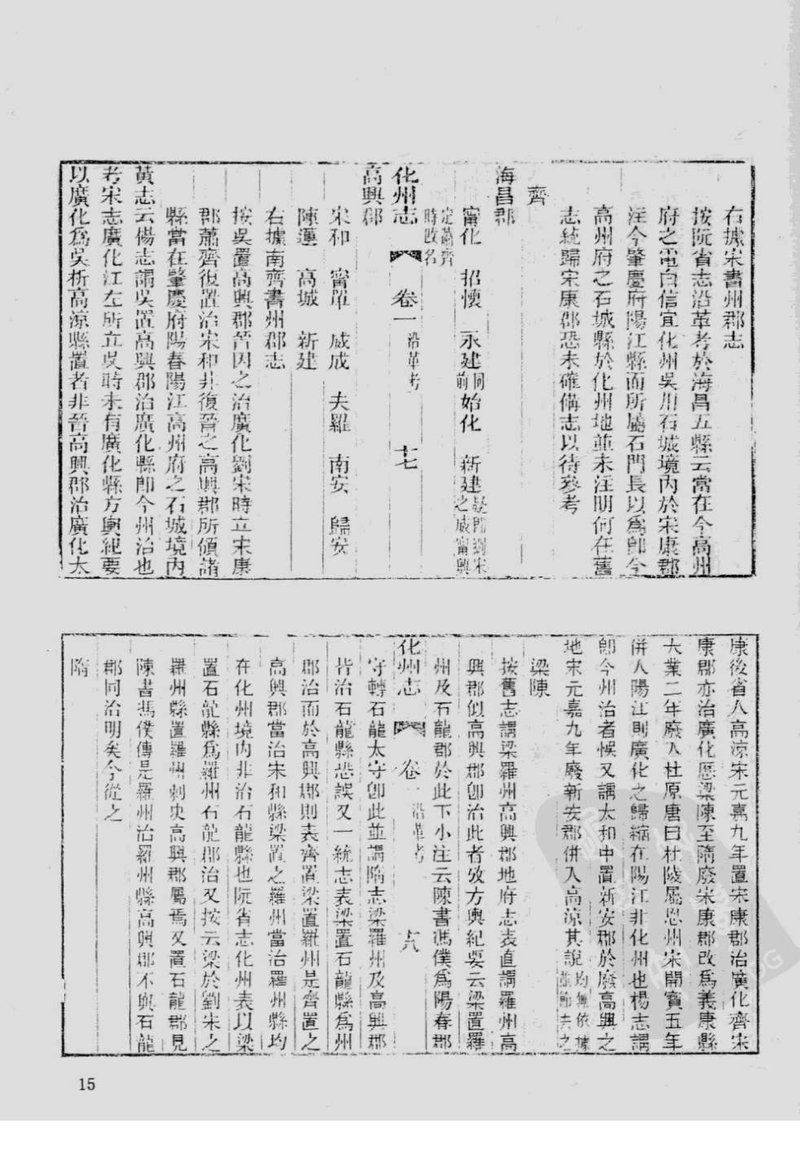 右據宋書州郡志
按阮省志沿革考於海昌五縣云當在今高州
府之電白信宜化州吳川石城境內於宋康郡
注今肇慶府陽江縣而所屬石門長以爲卽今
高州府之石城縣於化州地並未注明何在舊
志統歸宋康郡恐未確備志以待參考
齊
海昌郡
甯化 招懷 永建 同前 始化 新建 疑卽劉宋之威甯興
定蕭齊時改名
化州志 卷一 沿革考 十七
高興郡
宋和 甯單 威成 夫羅 南安 歸安
陳蓮 高城 新建
右據南齊書州郡志
按吳置高興郡晉因之治廣化劉宋時立宋康
郡蕭齊復置治宋和非復晉之高興郡所領諸
縣當在肇慶府陽春陽江高州府之石城境內
黃志云楊志謂吳置高興郡治廣化縣卽今州治也
考宋志廣化江左所立吳時未有廣化縣方輿紀要
以廣化爲吳析高涼縣置者非晉高興郡治廣化太
康後省入高涼宋元嘉九年置宋康郡治廣化齊宋
康郡亦治廣化歷梁陳至隋廢宋康郡改爲義康縣
大業二年廢入杜原唐曰杜陵屬恩州宋開寶五年
併入陽江則廣化之歸縮在陽江非化州也楊志謂
卽今州治者悞又謂太和中置新安郡於廢高興之
地宋元嘉九年廢新安郡併入高涼其說均無依據並節去之
梁陳
按舊志謂梁羅州高興郡地府志表直謂羅州高
興郡似高興郡卽治此者攷方輿紀要云梁置羅
州及石龍郡於此下小注云陳書馮僕爲陽春郡
化州志 卷一 沿革考 十八
守轉石龍太守卽此並謂隋志梁羅州及高興郡
皆治石龍縣恐誤又一統志表梁置石龍縣爲州
郡治而於高興郡則表齊置梁置羅州是齊置之
高興郡當治宋和縣梁置之羅州當治羅州縣均
在化州境內非治石龍縣也阮省志化州表以梁
置石龍縣爲羅州石龍郡治又按云梁於劉宋之
羅州縣置羅州刺史高興郡屬焉又置石龍郡見
陳書馮僕傳是羅州治羅州縣高興郡不與石龍
郡同治明矣今從之
隋
15